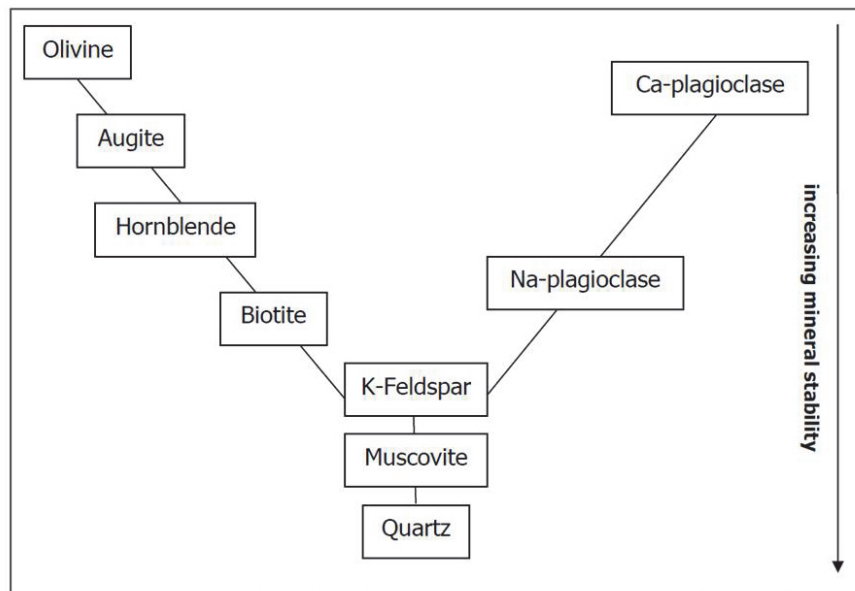 Olivine
Ca-plagioclase
Augite
Hornblende
Na-plagioclase
Biotite
K-Feldspar
Muscovite
Quartz
increasing mineral stability